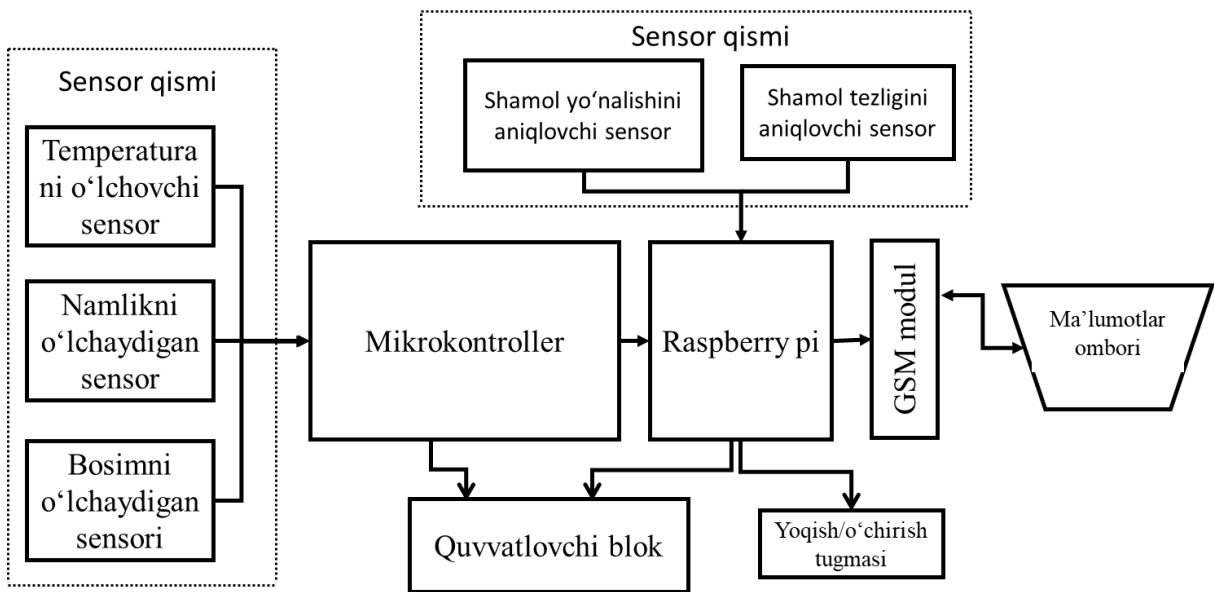 Sensor qismi
Temperatura
ni o‘lchovchi
sensor
Namlikni
o‘lchaydigan
sensor
Bosimni
o‘lchaydigan
sensori
Sensor qismi
Shamol yo‘nalishini
aniqlovchi sensor
Shamol tezligini
aniqlovchi sensor
Mikrokontroller
Raspberry pi
GSM modul
Ma’lumotlar
ombori
Quvvatlovchi blok
Yoqish/o‘chirish
tugmasi